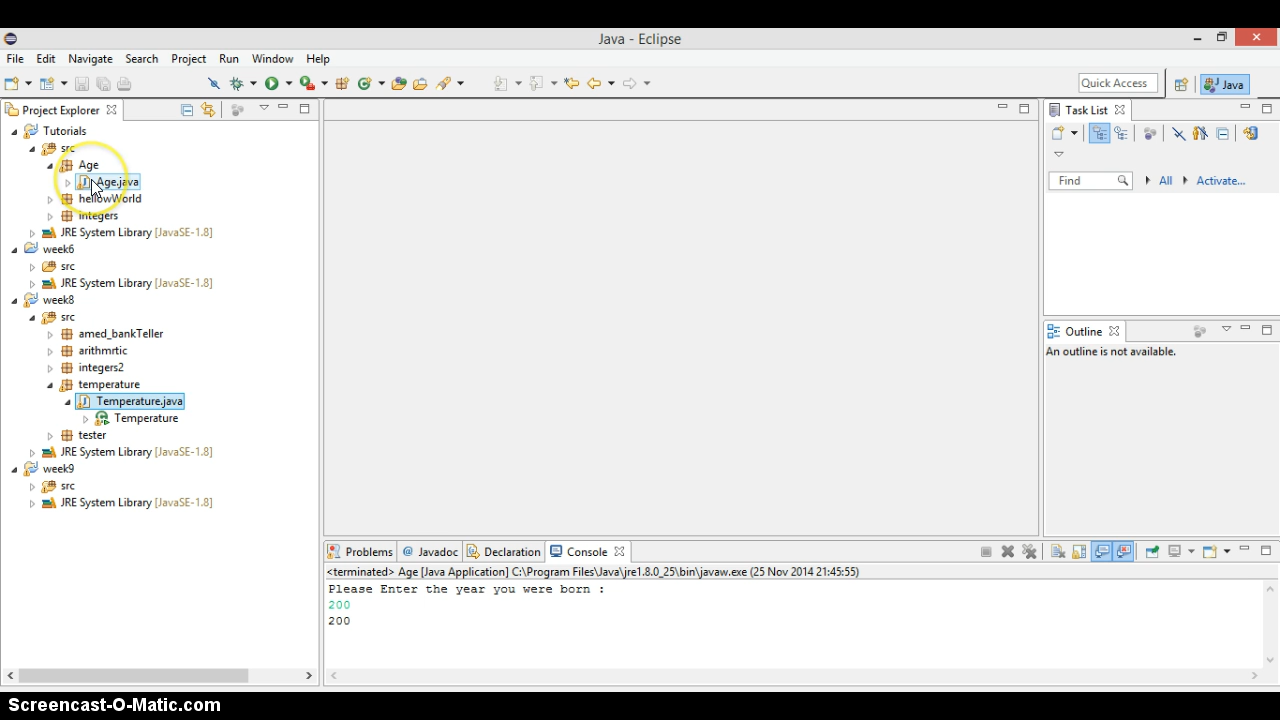 Java - Eclipse
File Edit Navigate Search Project Run Window Help
Quick Access
Java
Project Explorer
Tutorials
src
Age
Age.java
hellowWorld
integers
JRE System Library [JavaSE-1.8]
week6
src
JRE System Library [JavaSE-1.8]
week8
src
amed_bankTeller
arithmrtic
integers2
temperature
Temperature.java
Temperature
tester
JRE System Library [JavaSE-1.8]
week9
src
JRE System Library [JavaSE-1.8]
Task List
Find
All
Activate...
Outline
An outline is not available.
Problems Javadoc Declaration Console
<terminated> Age [Java Application] C:\Program Files\Java\jre1.8.0_25\bin\javaw.exe (25 Nov 2014 21:45:55)
Please Enter the year you were born :
200
200
Screencast-O-Matic.com